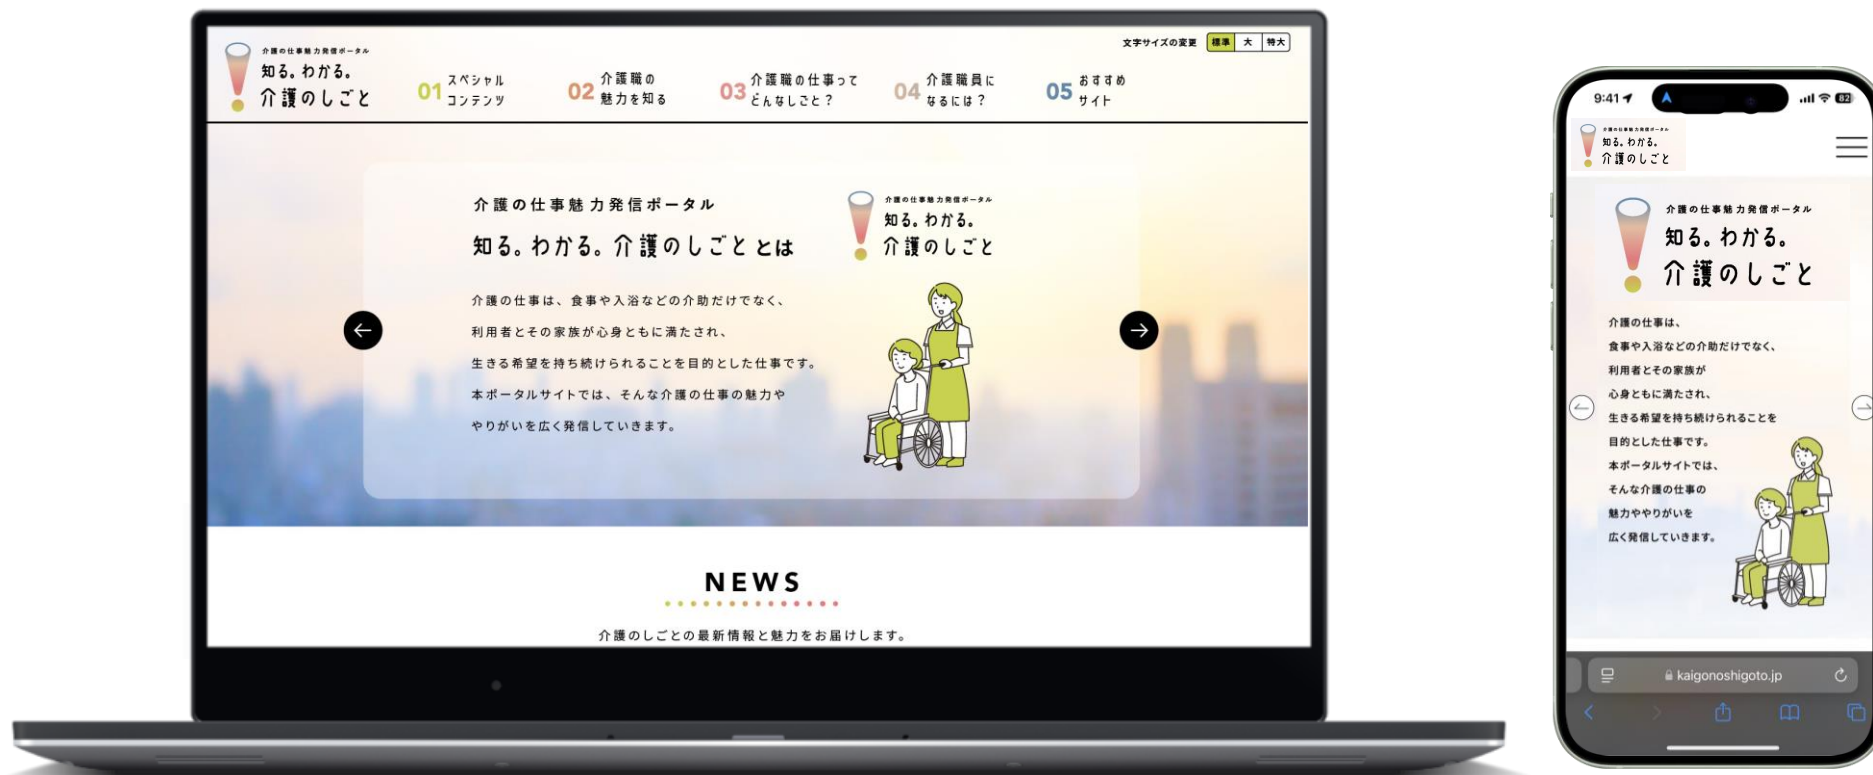 介護の仕事魅力発信ポータル
知る。わかる。
介護のしごと
01 スペシャル
コンテンツ
02 介護職の
魅力を知る
03 介護職の仕事って
どんなしごと？
04 介護職員に
なるには？
05 おすすめ
サイト
文字サイズの変更 標準 大 特大
介護の仕事魅力発信ポータル
知る。わかる。介護のしごととは
介護の仕事は、食事や入浴などの介助だけでなく、
利用者とその家族が心身ともに満たされ、
生きる希望を持ち続けられることを目的とした仕事です。
本ポータルサイトでは、そんな介護の仕事の魅力や
やりがいを広く発信していきます。
介護の仕事魅力発信ポータル
知る。わかる。
介護のしごと
NEWS
介護のしごとの最新情報と魅力をお届けします。
9:41 82
介護の仕事魅力発信ポータル
知る。わかる。
介護のしごと
介護の仕事魅力発信ポータル
知る。わかる。
介護のしごと
介護の仕事は、
食事や入浴などの介助だけでなく、
利用者とその家族が
心身ともに満たされ、
生きる希望を持ち続けられることを
目的とした仕事です。
本ポータルサイトでは、
そんな介護の仕事の
魅力ややりがいを
広く発信していきます。
kaigonoshigoto.jp